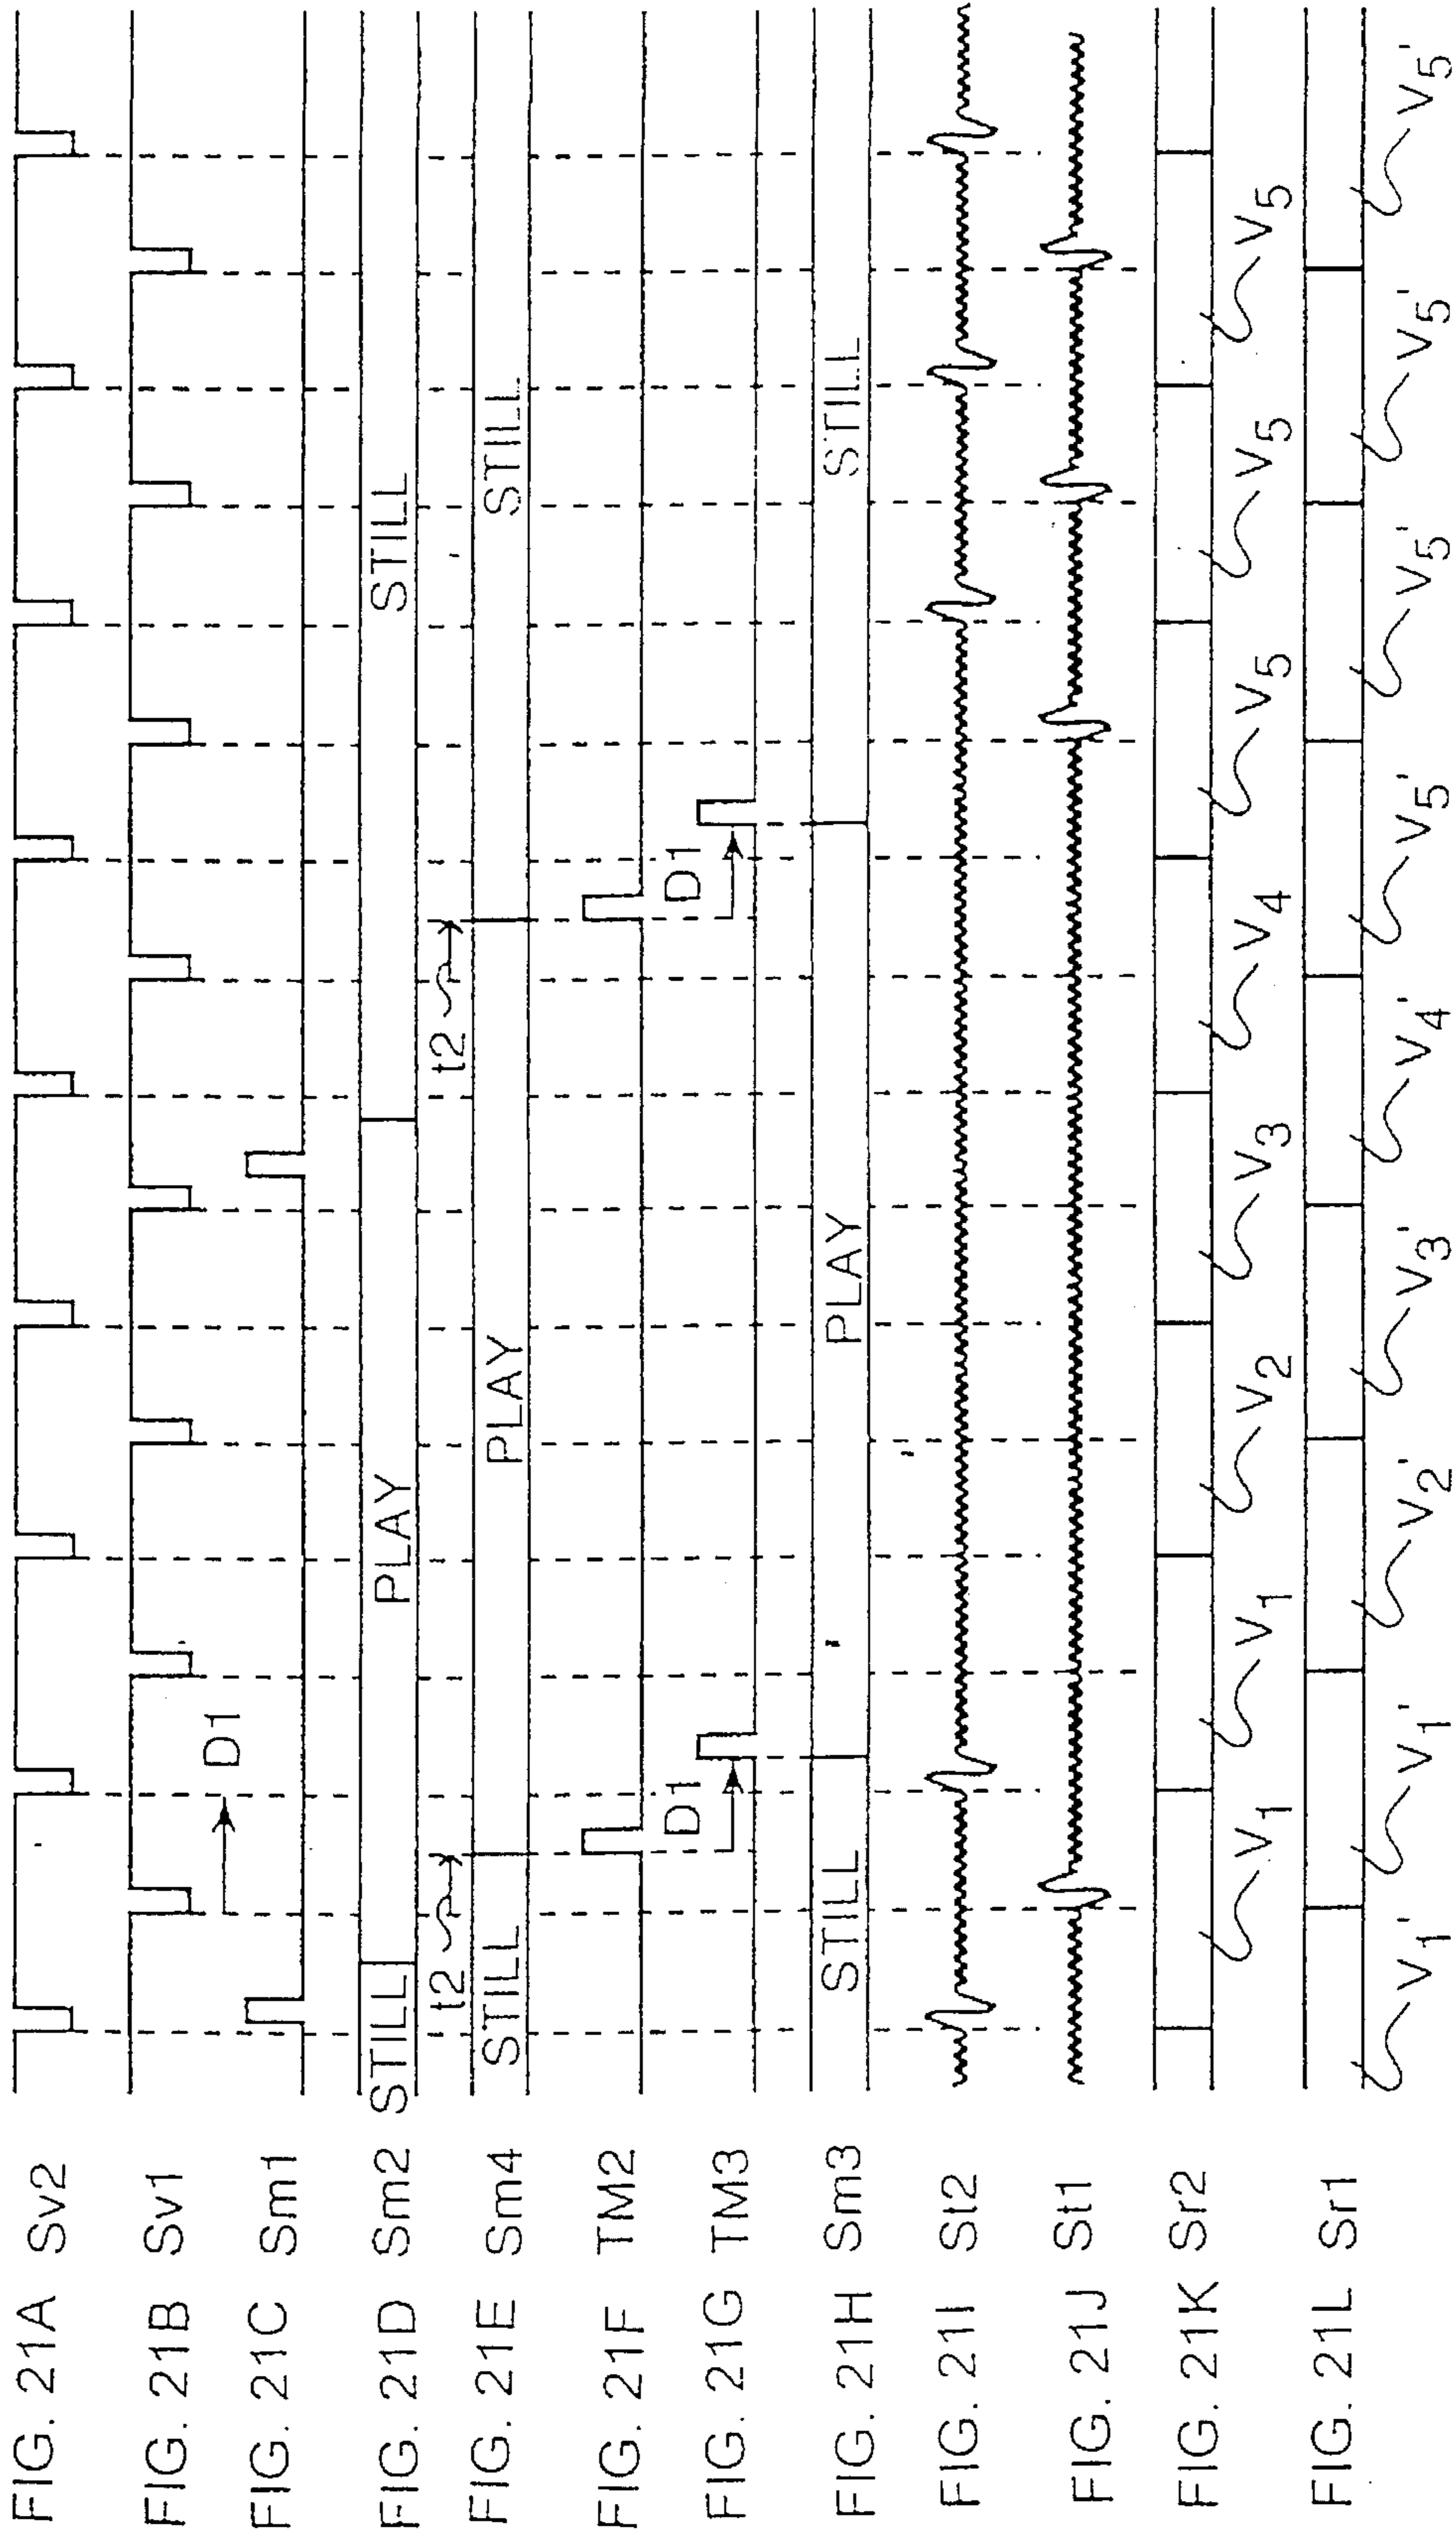 FIG. 21A Sv2
FIG. 21B Sv1
D1
FIG. 21C Sm1
FIG. 21D Sm2 STILL PLAY STILL
t2 t2
FIG. 21E Sm4 STILL PLAY STILL
FIG. 21F TM2
D1 D1
FIG. 21G TM3
FIG. 21H Sm3 STILL PLAY STILL
FIG. 21I St2
FIG. 21J St1
FIG. 21K Sr2
V1 V1 V2 V3 V4 V5 V5 V5
FIG. 21L Sr1
V1' V1' V2' V3' V4' V5' V5' V5' V5'